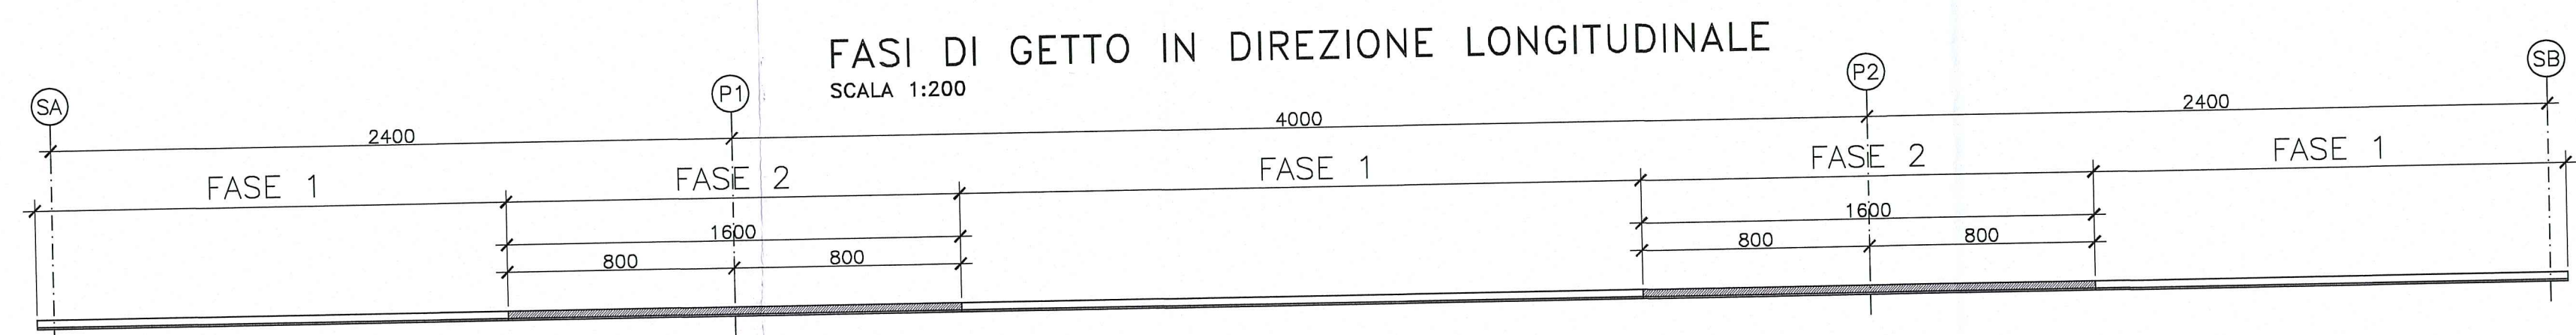 FASI DI GETTO IN DIREZIONE LONGITUDINALE
SCALA 1:200
SA
P1
P2
SB
2400
4000
2400
FASE 1
FASE 2
FASE 1
FASE 2
FASE 1
1600
1600
800
800
800
800